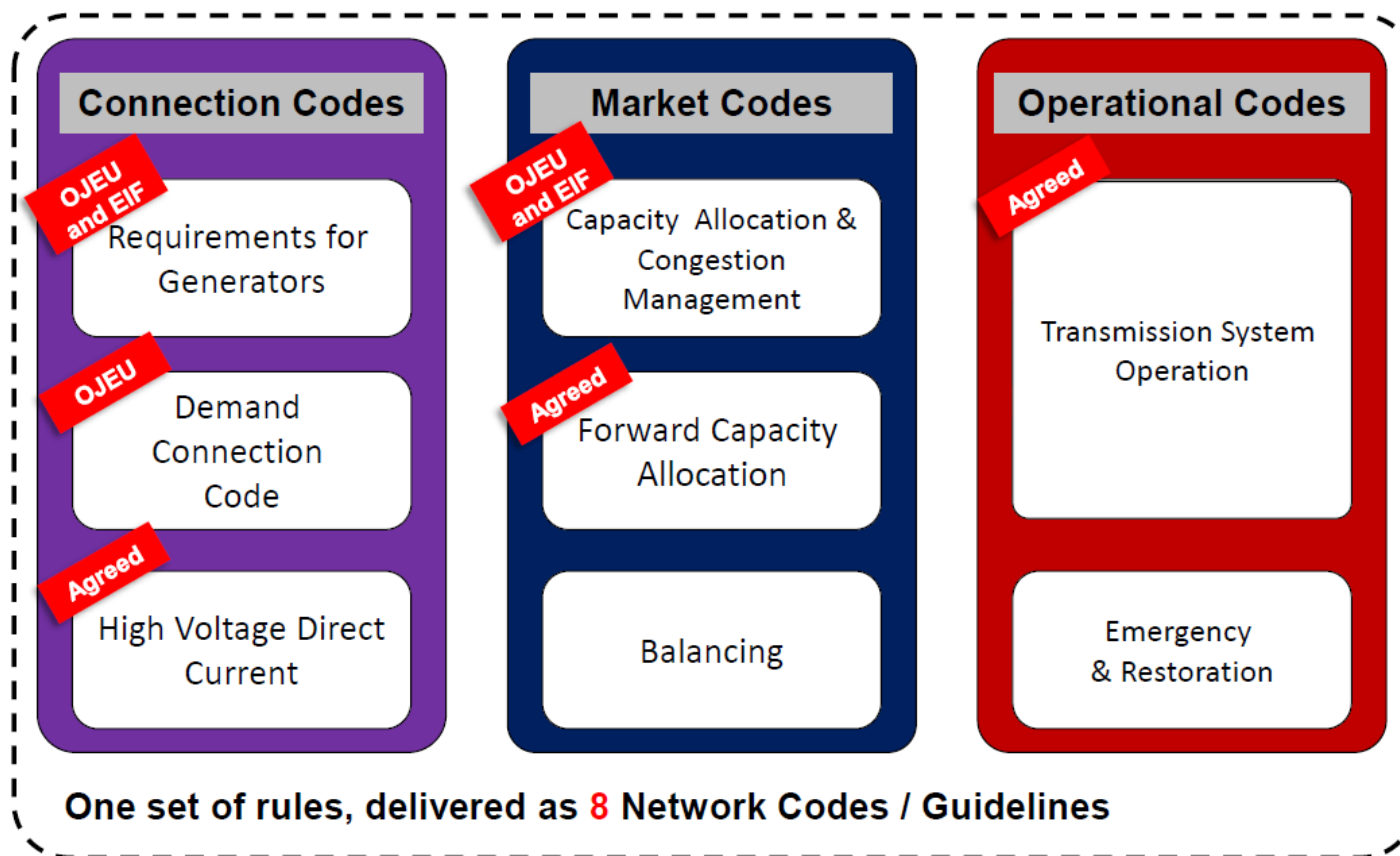 Connection Codes
OJEU
and EIF
Requirements for
Generators
OJEU
Demand
Connection
Code
Agreed
High Voltage Direct
Current
Market Codes
OJEU
and EIF
Capacity Allocation &
Congestion
Management
Agreed
Forward Capacity
Allocation
Balancing
Operational Codes
Agreed
Transmission System
Operation
Emergency
& Restoration
One set of rules, delivered as 8 Network Codes / Guidelines